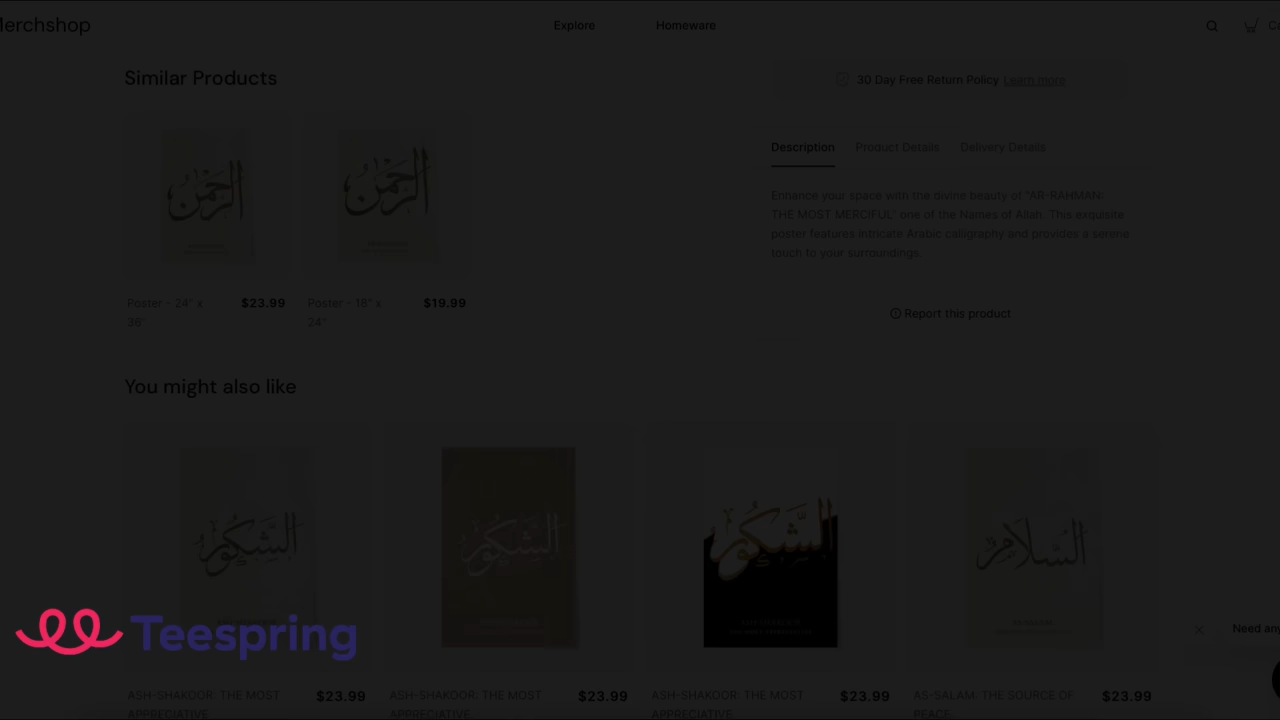 Merchshop
Explore
Homeware
Similar Products
30 Day Free Return Policy Learn more
Description
Product Details
Delivery Details
Enhance your space with the divine beauty of 'AR-RAHMAN:
THE MOST MERCIFUL' one of the Names of Allah. This exquisite
poster features intricate Arabic caligraphy and provides a serene
touch to your surroundings.
الرحمن
الرحمن
Poster - 24" x
36"
$23.99
Poster - 18" x
24"
$19.99
Report this product
You might also like
الشكور
الشكور
الشكور
السلام
Teespring
Need
ASH-SHAKOOR: THE MOST
APPRECIATIVE
$23.99
ASH-SHAKOOR: THE MOST
APPRECIATIVE
$23.99
ASH-SHAKOOR: THE MOST
APPRECIATIVE
$23.99
AS-SALAM: THE SOURCE OF
PEACE
$23.99